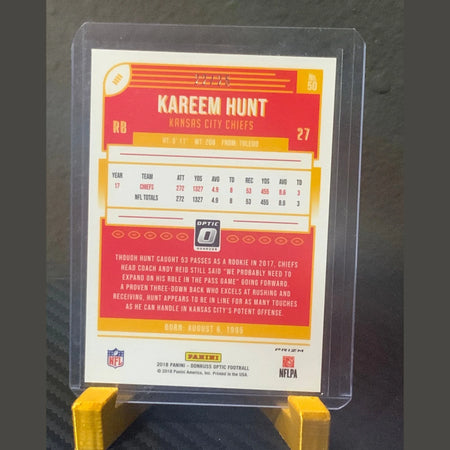 No.
50
KAREEM HUNT
KANSAS CITY CHIEFS
RB
27
HT: 5' 11" WT: 208 FROM: TOLEDO
YEAR TEAM ATT YDS AVG TD REC YDS AVG TD
17 CHIEFS 272 1327 4.9 8 53 455 8.6 3
NFL TOTALS 272 1327 4.9 8 53 455 8.6 3
OPTIC
DONRUSS
THOUGH HUNT CAUGHT 53 PASSES AS A ROOKIE IN 2017, CHIEFS
HEAD COACH ANDY REID STILL SAID "WE PROBABLY NEED TO
EXPAND ON HIS ROLE IN THE PASS GAME" GOING FORWARD.
A PROVEN THREE-DOWN BACK WHO EXCELS AT RUSHING AND
RECEIVING, HUNT APPEARS TO BE IN LINE FOR AS MANY TOUCHES
AS HE CAN HANDLE IN KANSAS CITY'S POTENT OFFENSE.
BORN: AUGUST 6, 1995
NFL
PANINI
PRIZM
2018 PANINI - DONRUSS OPTIC FOOTBALL
© 2018 Panini America, Inc. Printed in the USA.
NFLPA